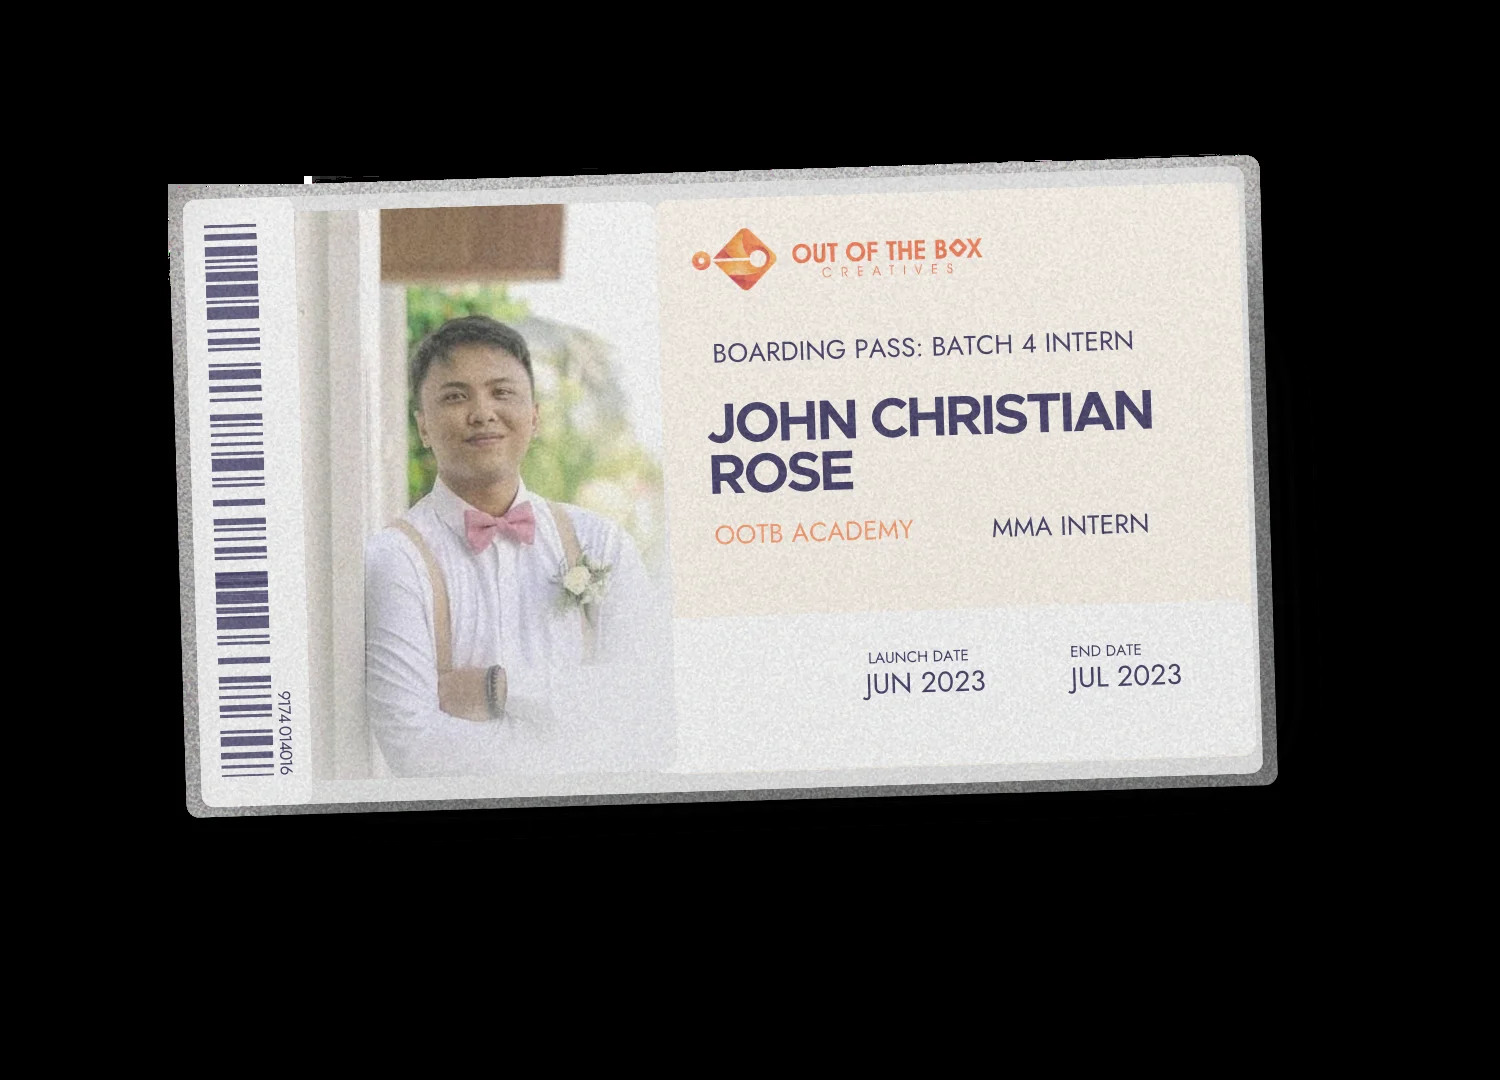 OUT OF THE BOX
CREATIVES
BOARDING PASS: BATCH 4 INTERN
JOHN CHRISTIAN
ROSE
OOTB ACADEMY
MMA INTERN
LAUNCH DATE
JUN 2023
END DATE
JUL 2023
9174 014016